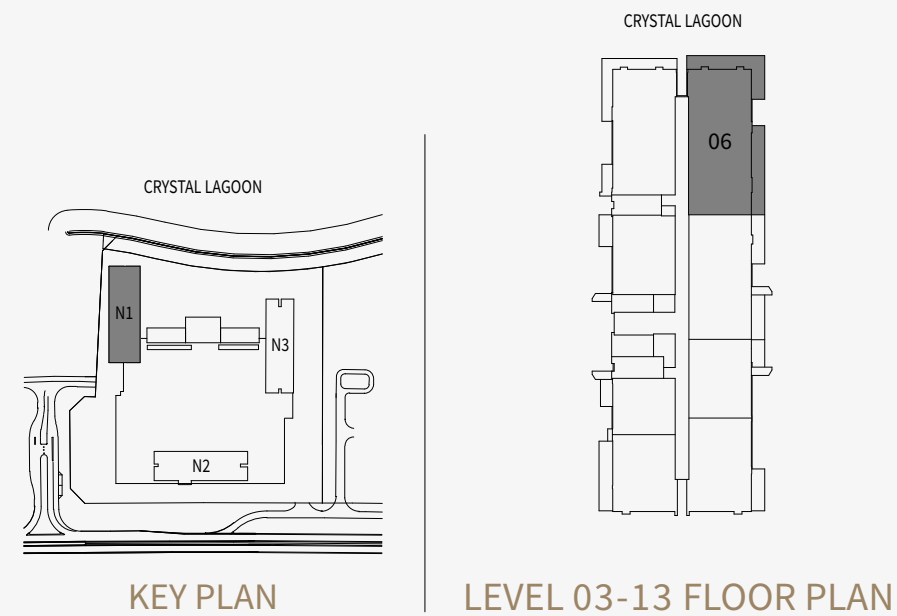 CRYSTAL LAGOON
N1
N3
N2
KEY PLAN
CRYSTAL LAGOON
06
LEVEL 03-13 FLOOR PLAN